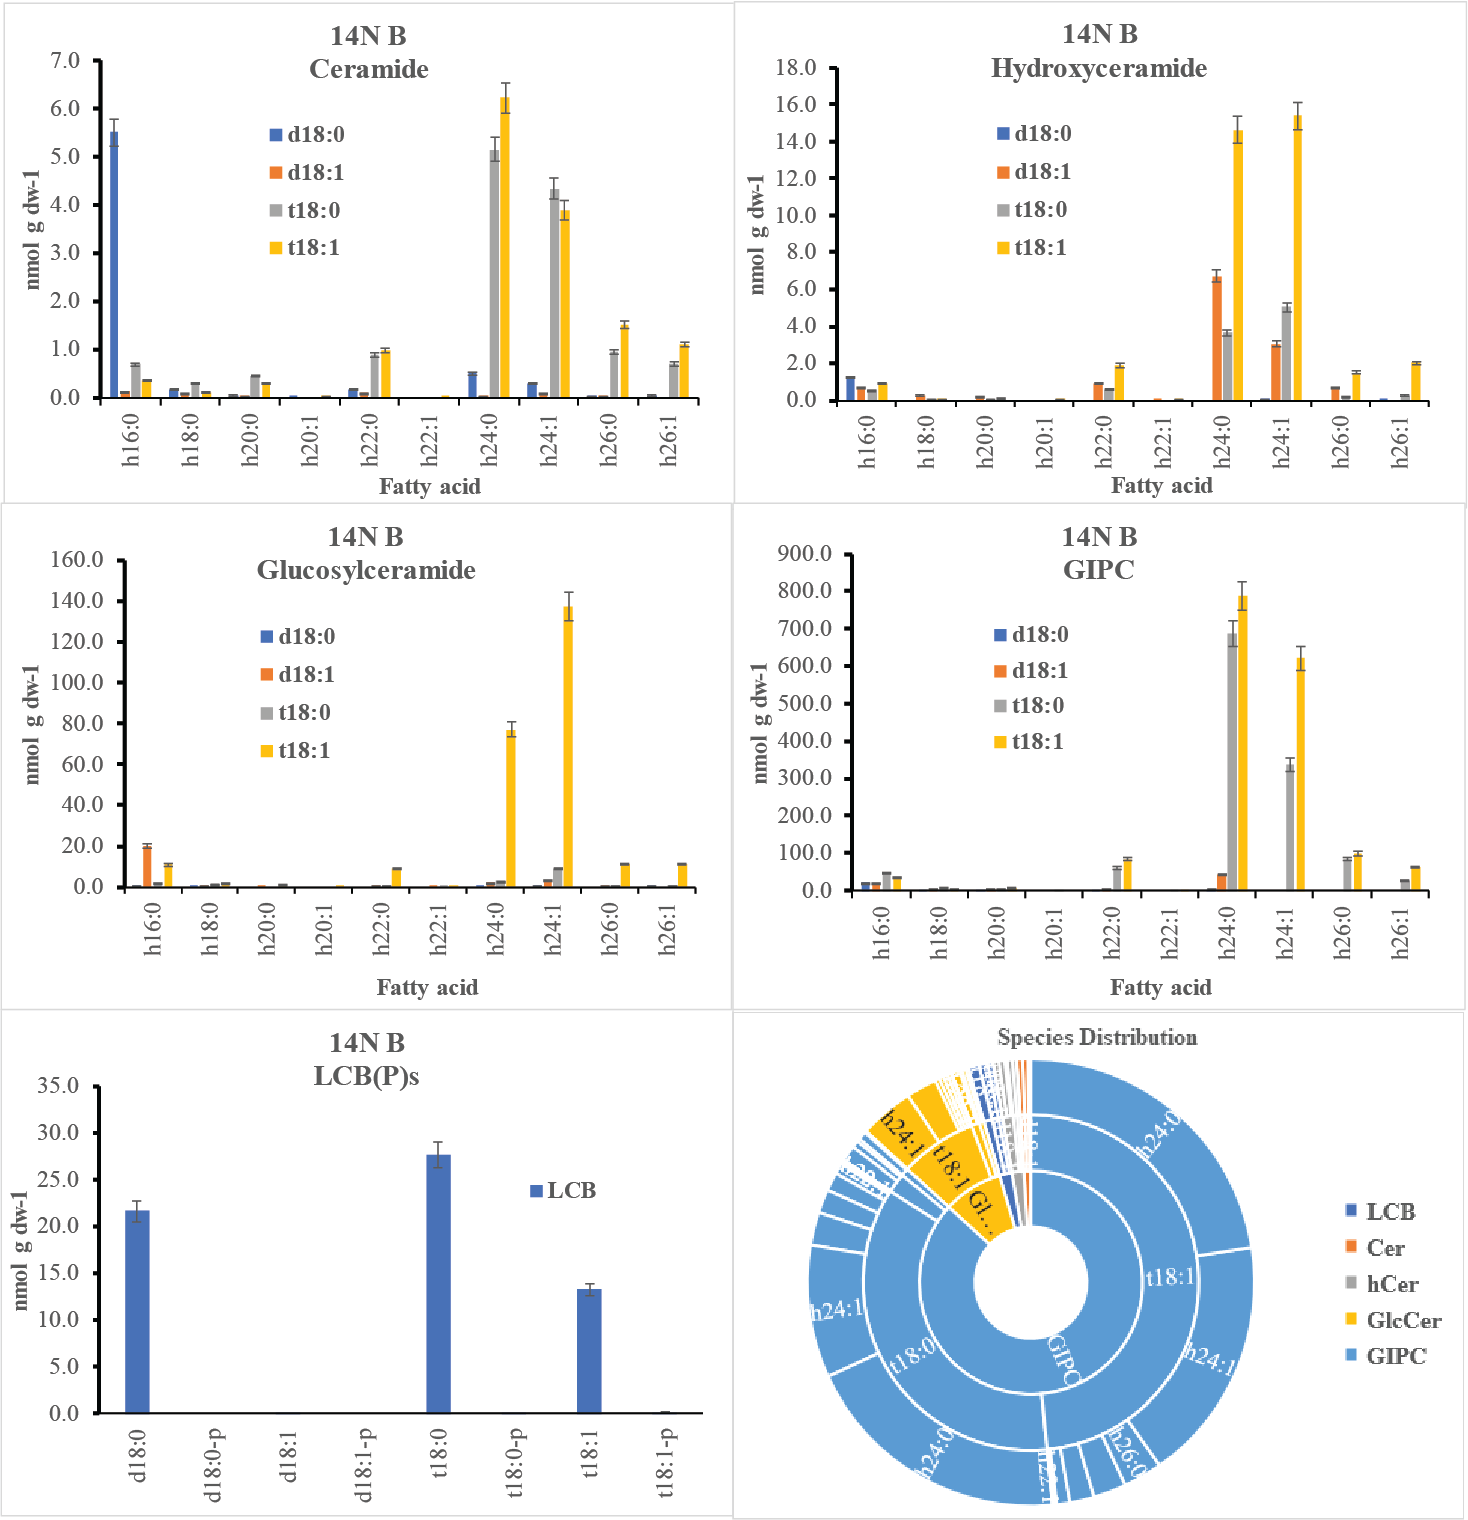 14N B
Ceramide
7.0
6.0
5.0
4.0
3.0
2.0
1.0
0.0
nmol g dw-1
d18:0
d18:1
t18:0
t18:1
h16:0
h18:0
h20:0
h20:1
h22:0
h22:1
h24:0
h24:1
h26:0
h26:1
Fatty acid
14N B
Hydroxyceramide
18.0
16.0
14.0
12.0
10.0
8.0
6.0
4.0
2.0
0.0
nmol g dw-1
d18:0
d18:1
t18:0
t18:1
h16:0
h18:0
h20:0
h20:1
h22:0
h22:1
h24:0
h24:1
h26:0
h26:1
Fatty acid
14N B
Glucosylceramide
160.0
140.0
120.0
100.0
80.0
60.0
40.0
20.0
0.0
nmol g dw-1
d18:0
d18:1
t18:0
t18:1
h16:0
h18:0
h20:0
h20:1
h22:0
h22:1
h24:0
h24:1
h26:0
h26:1
Fatty acid
14N B
GIPC
900.0
800.0
700.0
600.0
500.0
400.0
300.0
200.0
100.0
0.0
nmol g dw-1
d18:0
d18:1
t18:0
t18:1
h16:0
h18:0
h20:0
h20:1
h22:0
h22:1
h24:0
h24:1
h26:0
h26:1
Fatty acid
14N B
LCB(P)s
35.0
30.0
25.0
20.0
15.0
10.0
5.0
0.0
nmol g dw-1
LCB
d18:0
d18:0-p
d18:1
d18:1-p
t18:0
t18:0-p
t18:1
t18:1-p
Species Distribution
h24:0
t18:1
h24:1
h26:0
GIPC
t18:0
h24:0
h24:1
h24:1
t18:1
Gl…
LCB
Cer
hCer
GlcCer
GIPC